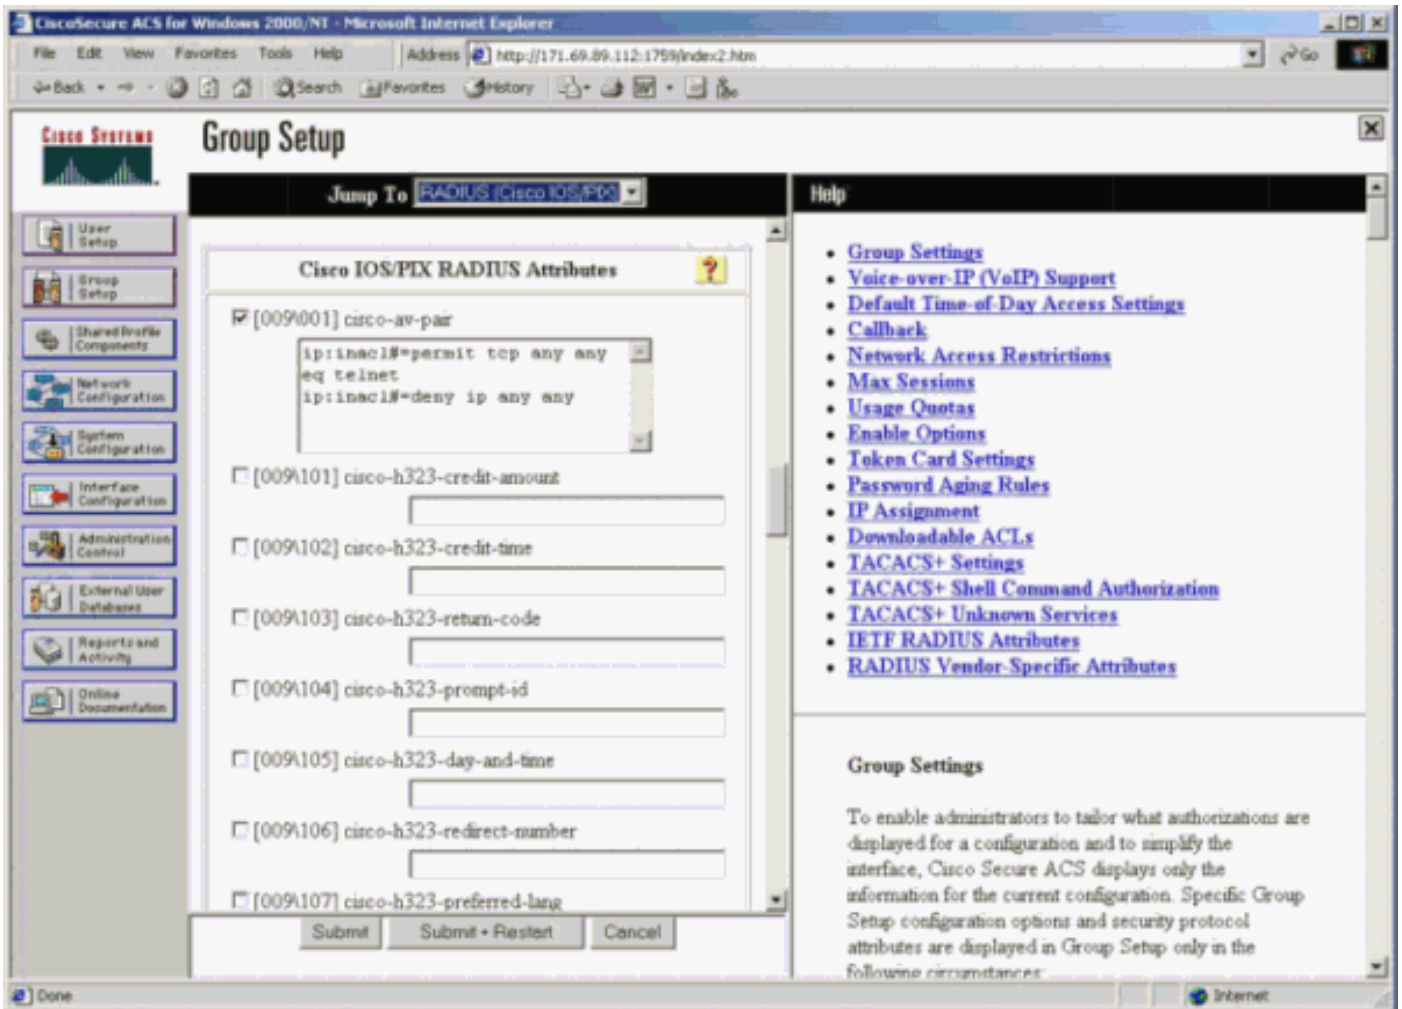 CiscoSecure ACS for Windows 2000/NT - Microsoft Internet Explorer
File Edit View Favorites Tools Help
Address http://171.69.89.112:1759/index2.htm
Go
Back
Search Favorites History
CISCO SYSTEMS
Group Setup
Jump To RADIUS (Cisco IOS/PIX)
User
Setup
Group
Setup
Shared Profile
Components
Network
Configuration
System
Configuration
Interface
Configuration
Administration
Control
External User
Databases
Reports and
Activity
Online
Documentation
Cisco IOS/PIX RADIUS Attributes
?
[009\001] cisco-av-pair
ip:inacl#=permit tcp any any
eq telnet
ip:inacl#=deny ip any any
[009\101] cisco-h323-credit-amount
[009\102] cisco-h323-credit-time
[009\103] cisco-h323-return-code
[009\104] cisco-h323-prompt-id
[009\105] cisco-h323-day-and-time
[009\106] cisco-h323-redirect-number
[009\107] cisco-h323-preferred-lang
Submit Submit + Restart Cancel
Help
Group Settings
Voice-over-IP (VoIP) Support
Default Time-of-Day Access Settings
Callback
Network Access Restrictions
Max Sessions
Usage Quotas
Enable Options
Token Card Settings
Password Aging Rules
IP Assignment
Downloadable ACLs
TACACS+ Settings
TACACS+ Shell Command Authorization
TACACS+ Unknown Services
IETF RADIUS Attributes
RADIUS Vendor-Specific Attributes
Group Settings
To enable administrators to tailor what authorizations are
displayed for a configuration and to simplify the
interface, Cisco Secure ACS displays only the
information for the current configuration. Specific Group
Setup configuration options and security protocol
attributes are displayed in Group Setup only in the
following circumstances:
Done
Internet